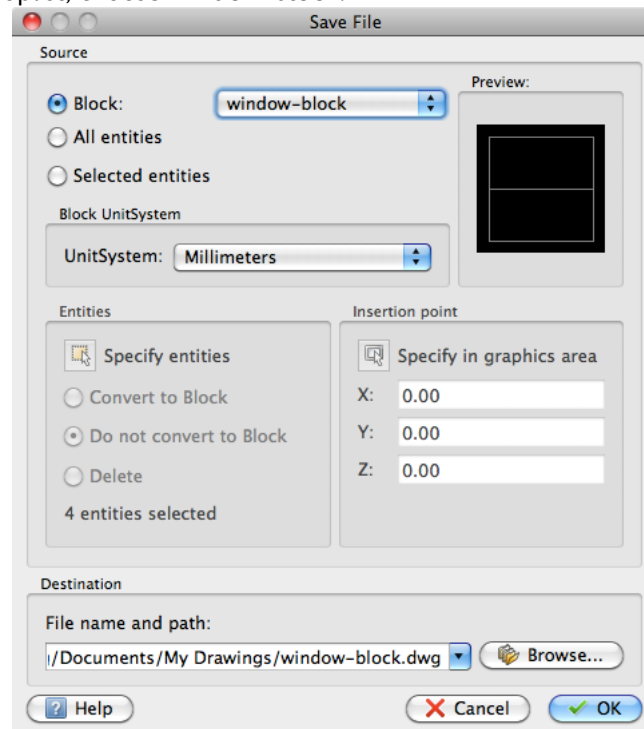 Save File
Source
Block:
window-block
Preview:
All entities
Selected entities
Block UnitSystem
UnitSystem:
Millimeters
Entities
Insertion point
Specify entities
Specify in graphics area
Convert to Block
X:
0.00
Do not convert to Block
Y:
0.00
Delete
Z:
0.00
4 entities selected
Destination
File name and path:
/Documents/My Drawings/window-block.dwg
Browse...
Help
Cancel
OK